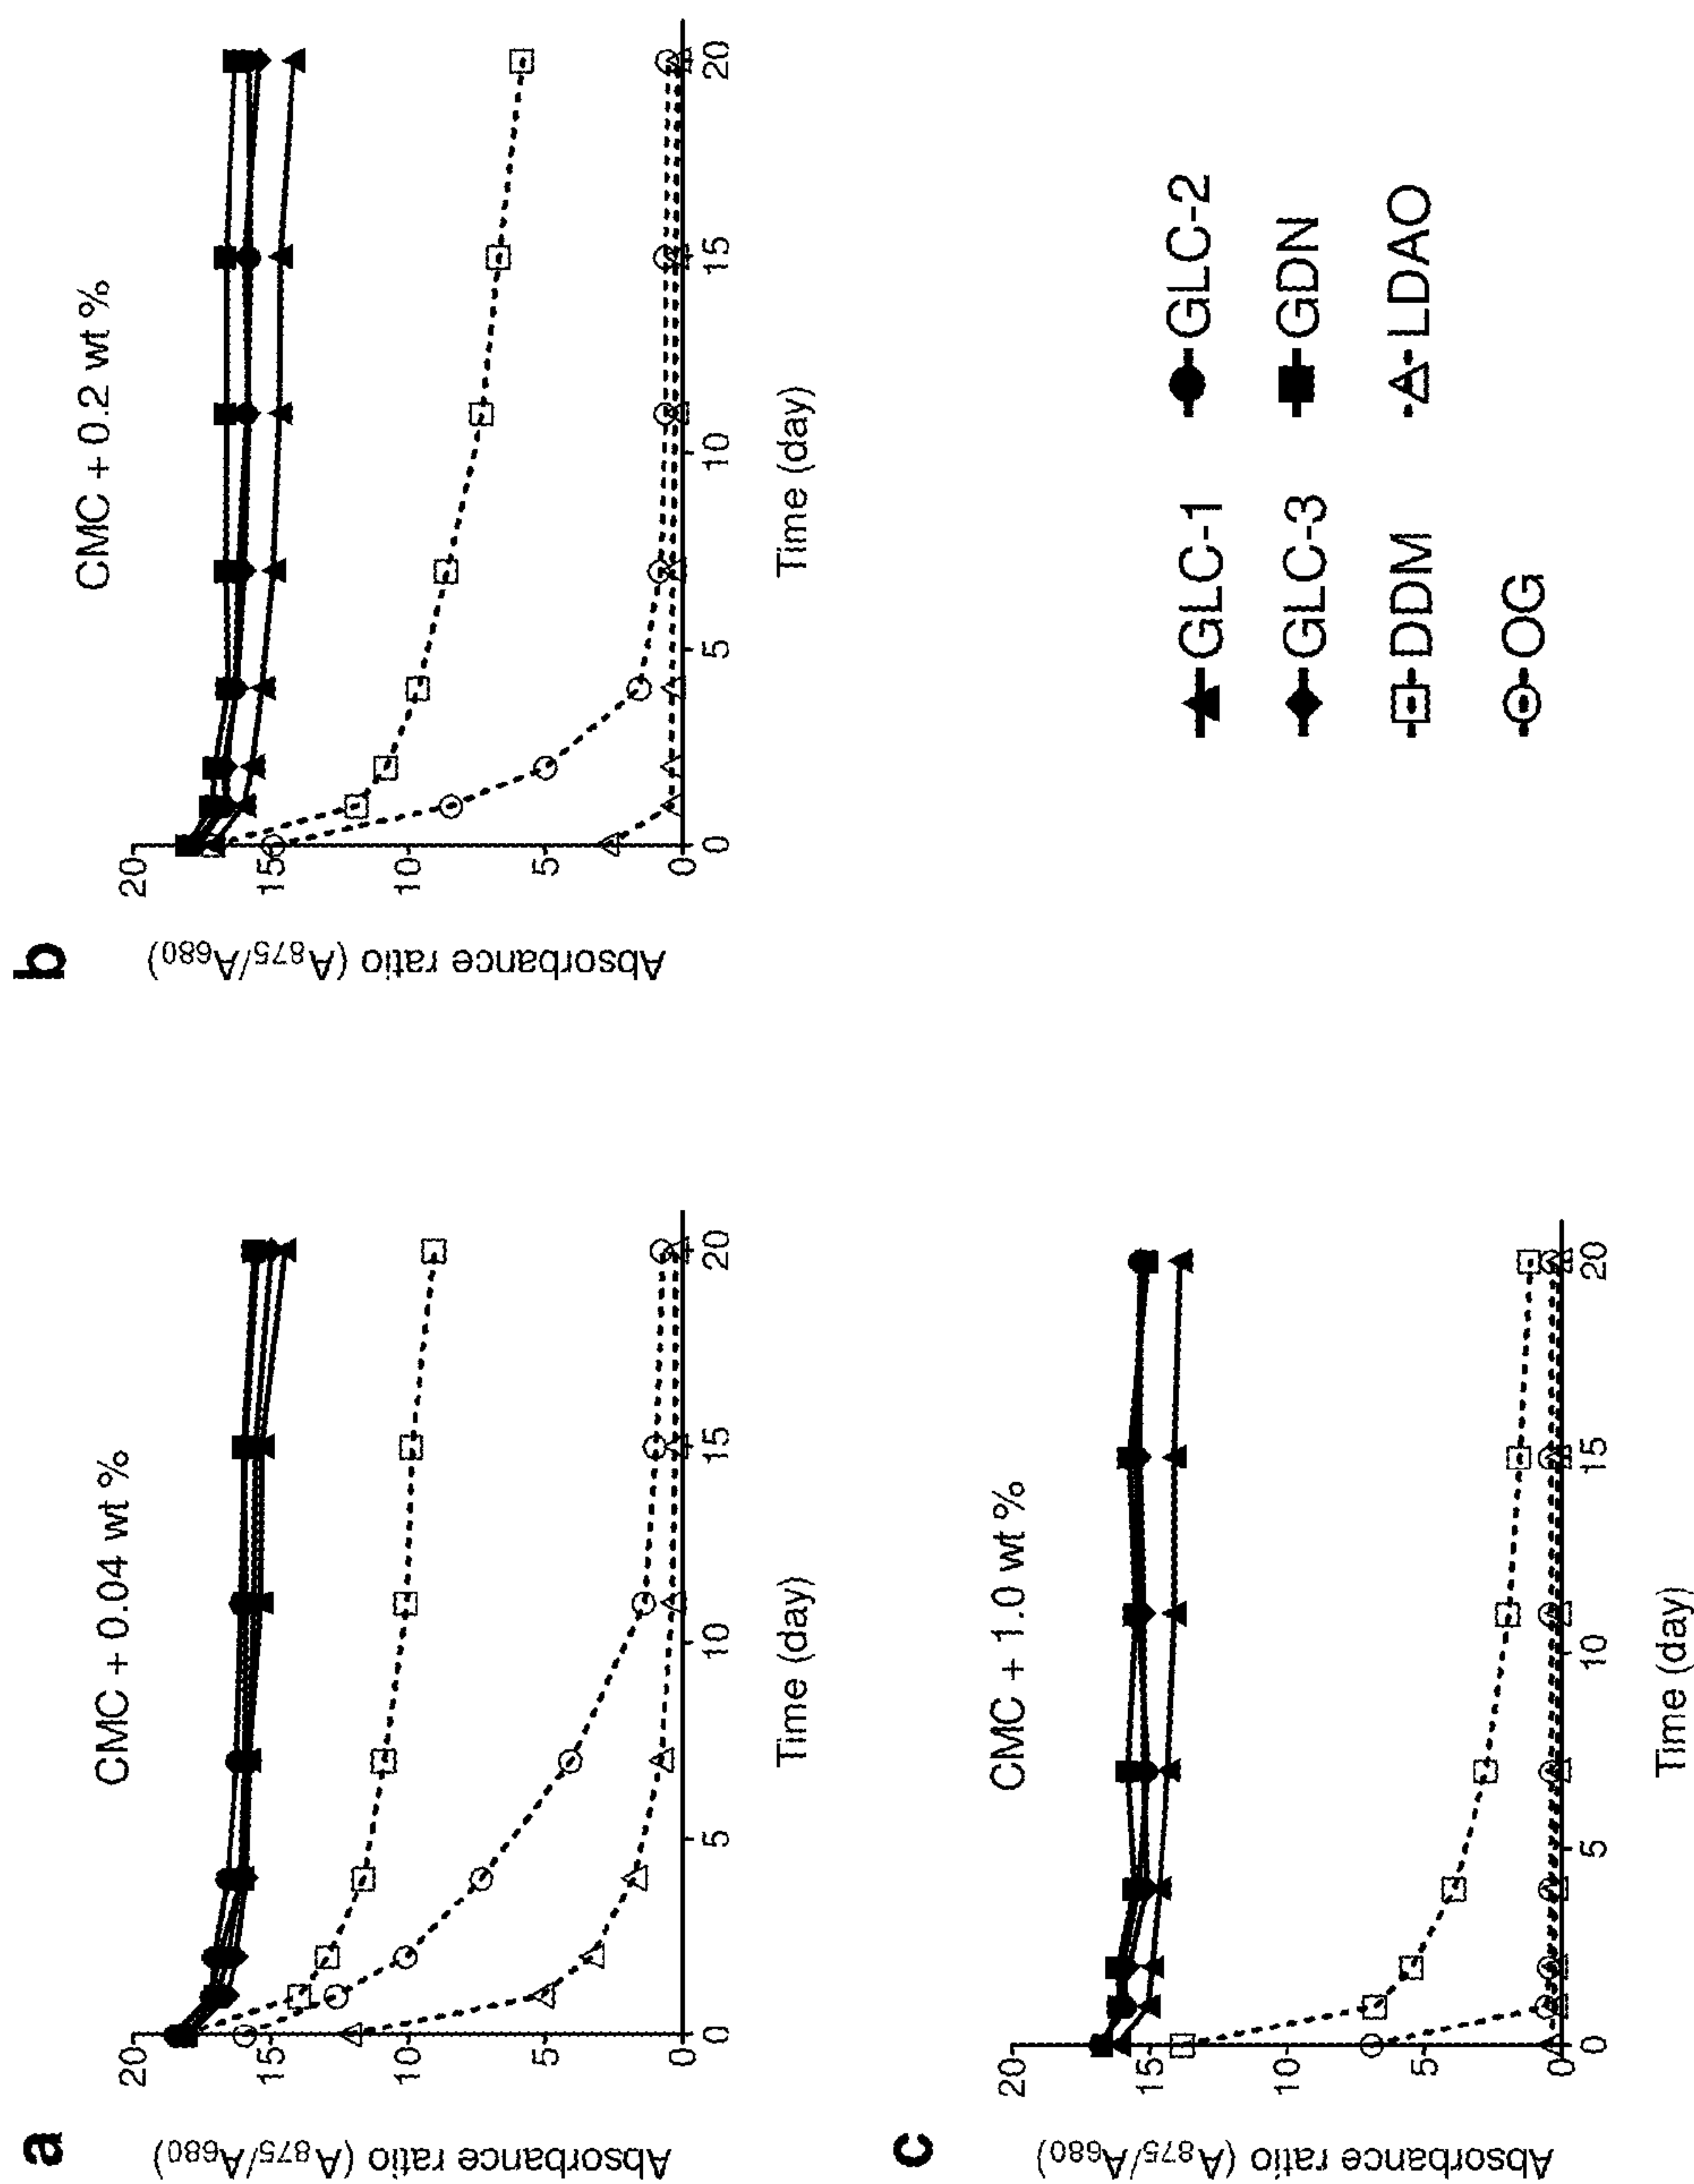 a
CMC + 0.04 wt %
Absorbance ratio (A875/A680)
20
15
10
5
0
0
5
10
15
20
Time (day)
b
CMC + 0.2 wt %
Absorbance ratio (A875/A680)
20
15
10
5
0
0
5
10
15
20
Time (day)
c
CMC + 1.0 wt %
Absorbance ratio (A875/A680)
20
15
10
5
0
0
5
10
15
20
Time (day)
GLC-1 GLC-2
GLC-3 GDN
DDM LDAO
OG